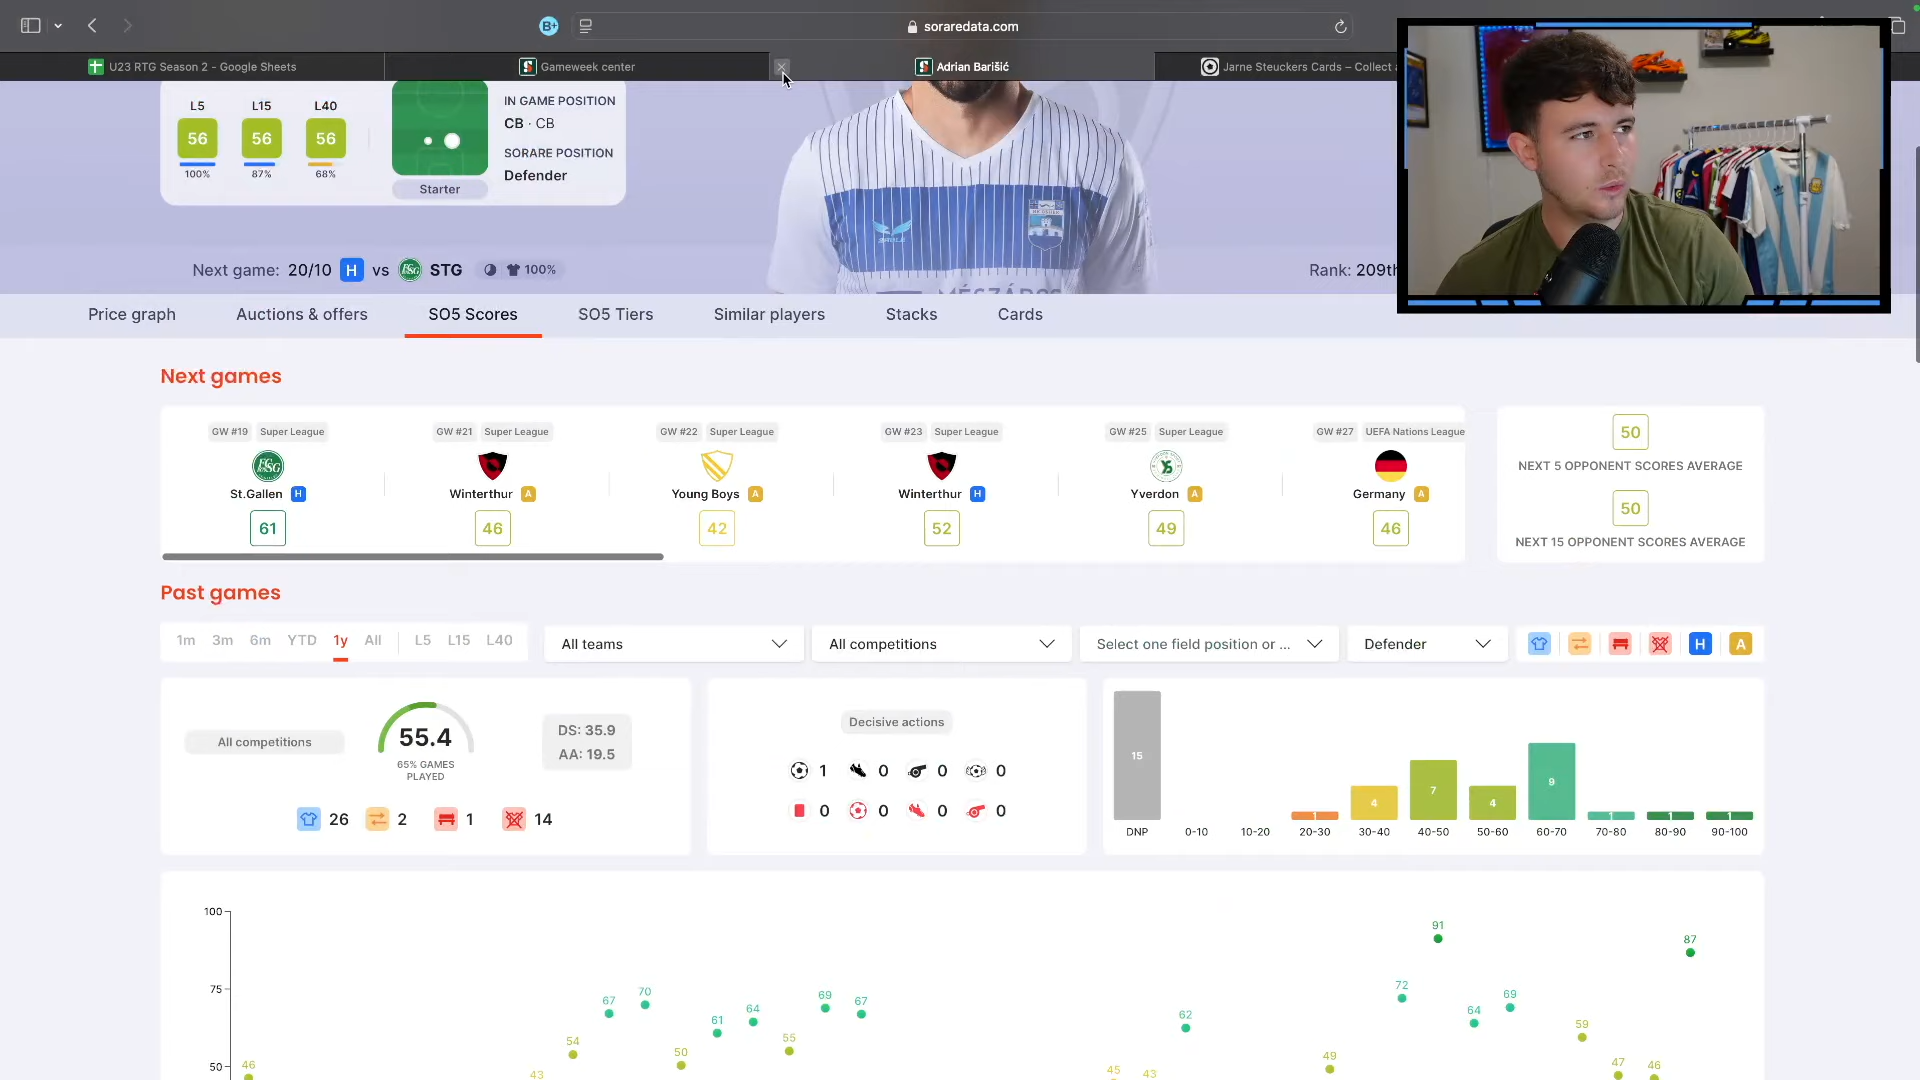 B+
soraredata.com
U23 RTG Season 2 - Google Sheets
Gameweek center
Adrian Barišić
Jarne Steuckers Cards – Collect a
L5
L15
L40
56
56
56
100%
87%
68%
Starter
IN GAME POSITION
CB · CB
SORARE POSITION
Defender
Next game: 20/10 H vs STG 100%
Rank: 209th
Price graph
Auctions & offers
SO5 Scores
SO5 Tiers
Similar players
Stacks
Cards
Next games
GW #19 Super League
St.Gallen H
61
GW #21 Super League
Winterthur A
46
GW #22 Super League
Young Boys A
42
GW #23 Super League
Winterthur H
52
GW #25 Super League
Yverdon A
49
GW #27 UEFA Nations League
Germany A
46
50
NEXT 5 OPPONENT SCORES AVERAGE
50
NEXT 15 OPPONENT SCORES AVERAGE
Past games
1m 3m 6m YTD 1y All L5 L15 L40
All teams
All competitions
Select one field position or ...
Defender
H
A
All competitions
55.4
65% GAMES
PLAYED
DS: 35.9
AA: 19.5
26 2 1 14
Decisive actions
1 0 0 0
0 0 0 0
15 1 4 7 4 9 1 1 1
DNP 0-10 10-20 20-30 30-40 40-50 50-60 60-70 70-80 80-90 90-100
100
75
50
46
43
54
67
70
50
61
64
55
69
67
45
43
62
49
72
91
64
69
59
47
46
87